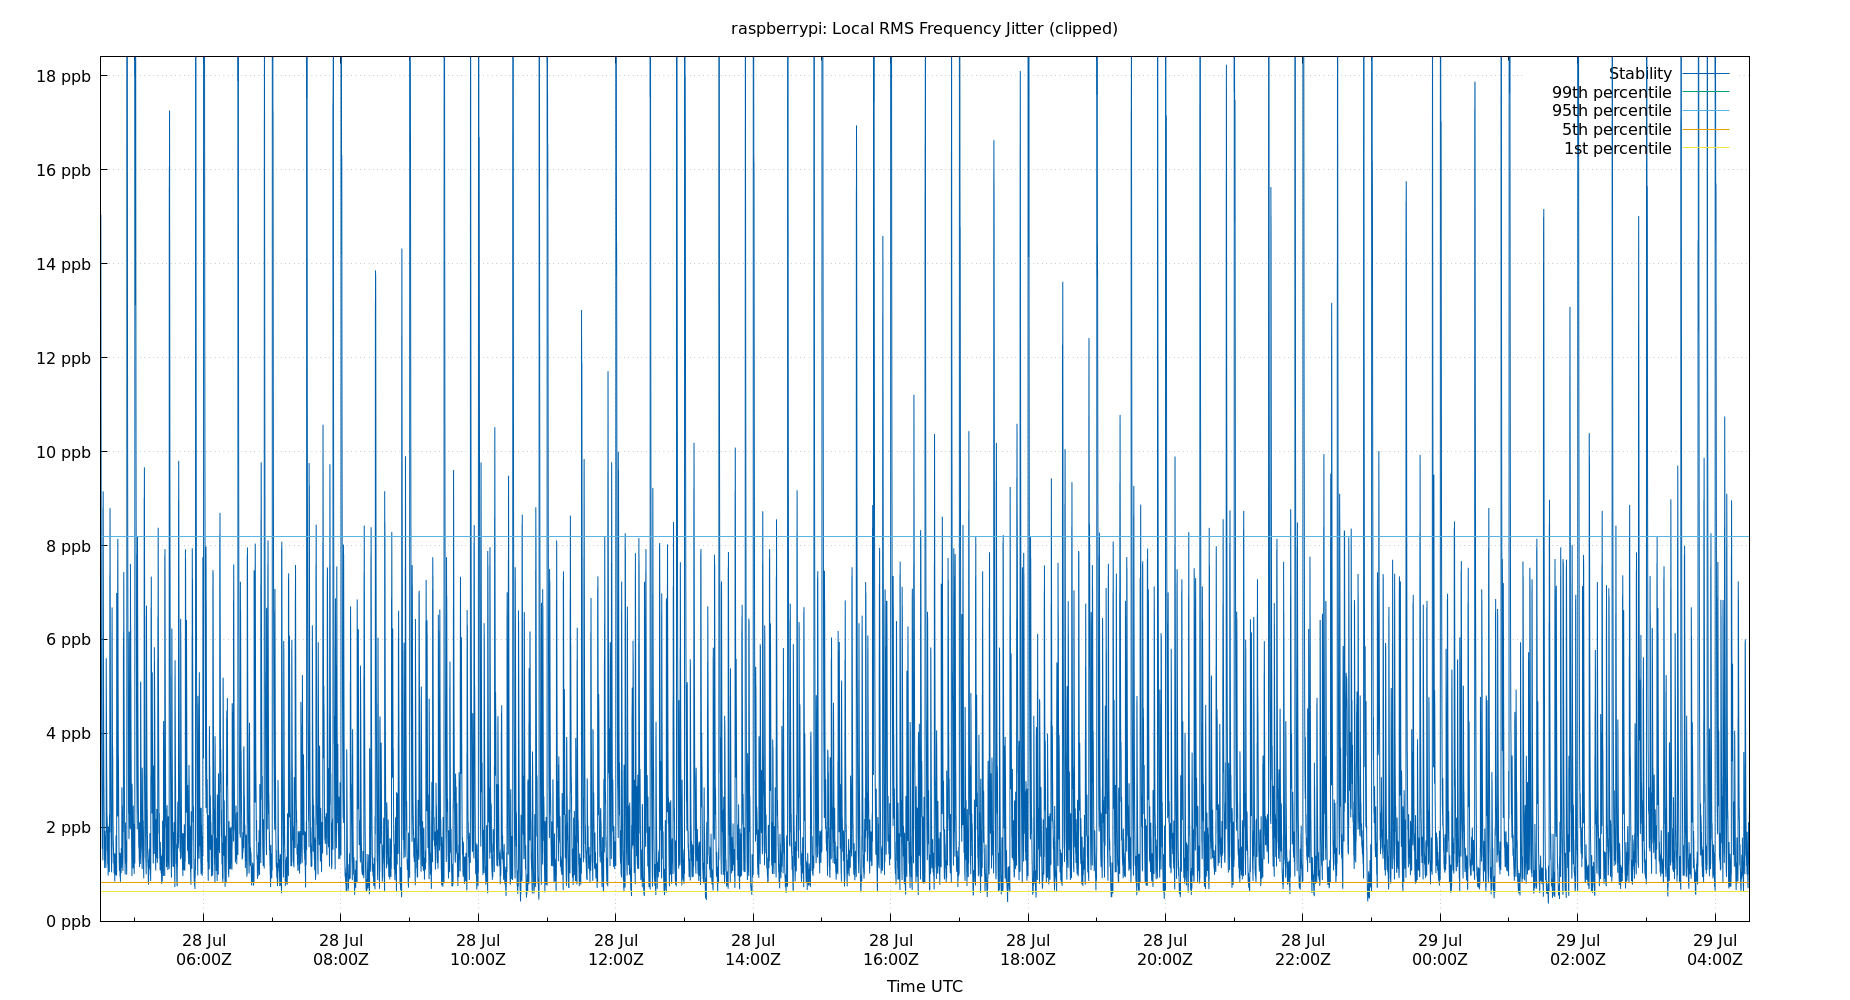 raspberrypi: Local RMS Frequency Jitter (clipped)
18 ppb
16 ppb
14 ppb
12 ppb
10 ppb
8 ppb
6 ppb
4 ppb
2 ppb
0 ppb
Stability
99th percentile
95th percentile
5th percentile
1st percentile
28 Jul 28 Jul 28 Jul 28 Jul 28 Jul 28 Jul 28 Jul 28 Jul 28 Jul 29 Jul 29 Jul 29 Jul
06:00Z 08:00Z 10:00Z 12:00Z 14:00Z 16:00Z 18:00Z 20:00Z 22:00Z 00:00Z 02:00Z 04:00Z
Time UTC